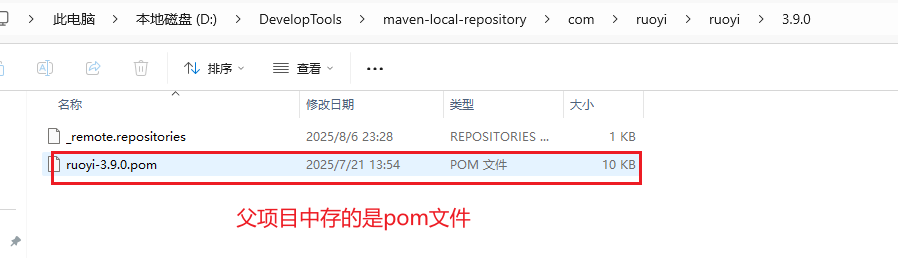 此电脑 > 本地磁盘 (D:) > DevelopTools > maven-local-repository > com > ruoyi > ruoyi > 3.9.0
排序 查看 ...
名称 修改日期 类型 大小
_remote.repositories 2025/8/6 23:28 REPOSITORIES ... 1 KB
ruoyi-3.9.0.pom 2025/7/21 13:54 POM 文件 10 KB
父项目中存的是pom文件